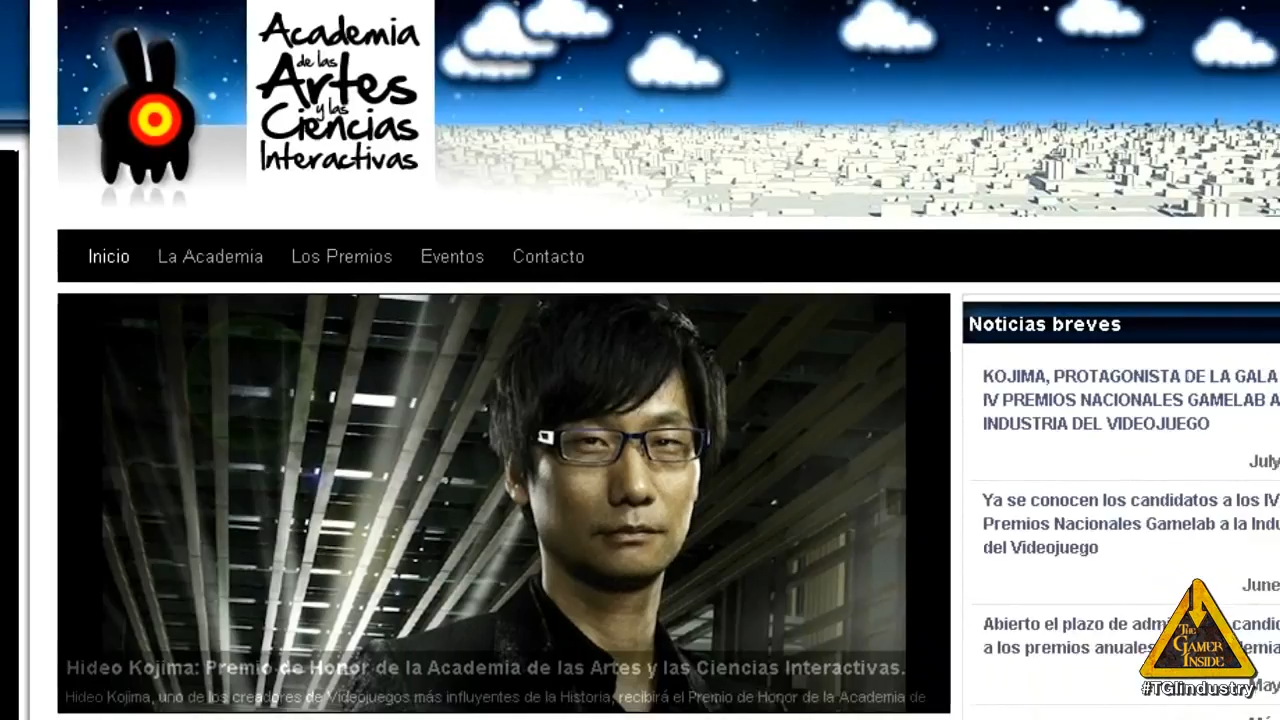 Academia
de las
Artes
y las
Ciencias
Interactivas
Inicio La Academia Los Premios Eventos Contacto
Hideo Kojima: Premio de Honor de la Academia de las Artes y las Ciencias Interactivas.
Hideo Kojima, uno de los creadores de Videojuegos más influyentes de la Historia, recibirá el Premio de Honor de la Academia de
Noticias breves
KOJIMA, PROTAGONISTA DE LA GALA
IV PREMIOS NACIONALES GAMELAB A
INDUSTRIA DEL VIDEOJUEGO
July
Ya se conocen los candidatos a los IV
Premios Nacionales Gamelab a la Indu
del Videojuego
June
Abierto el plazo de adm candid
a los premios anuales demia
May
The
Gamer
Inside
#TGIindustry